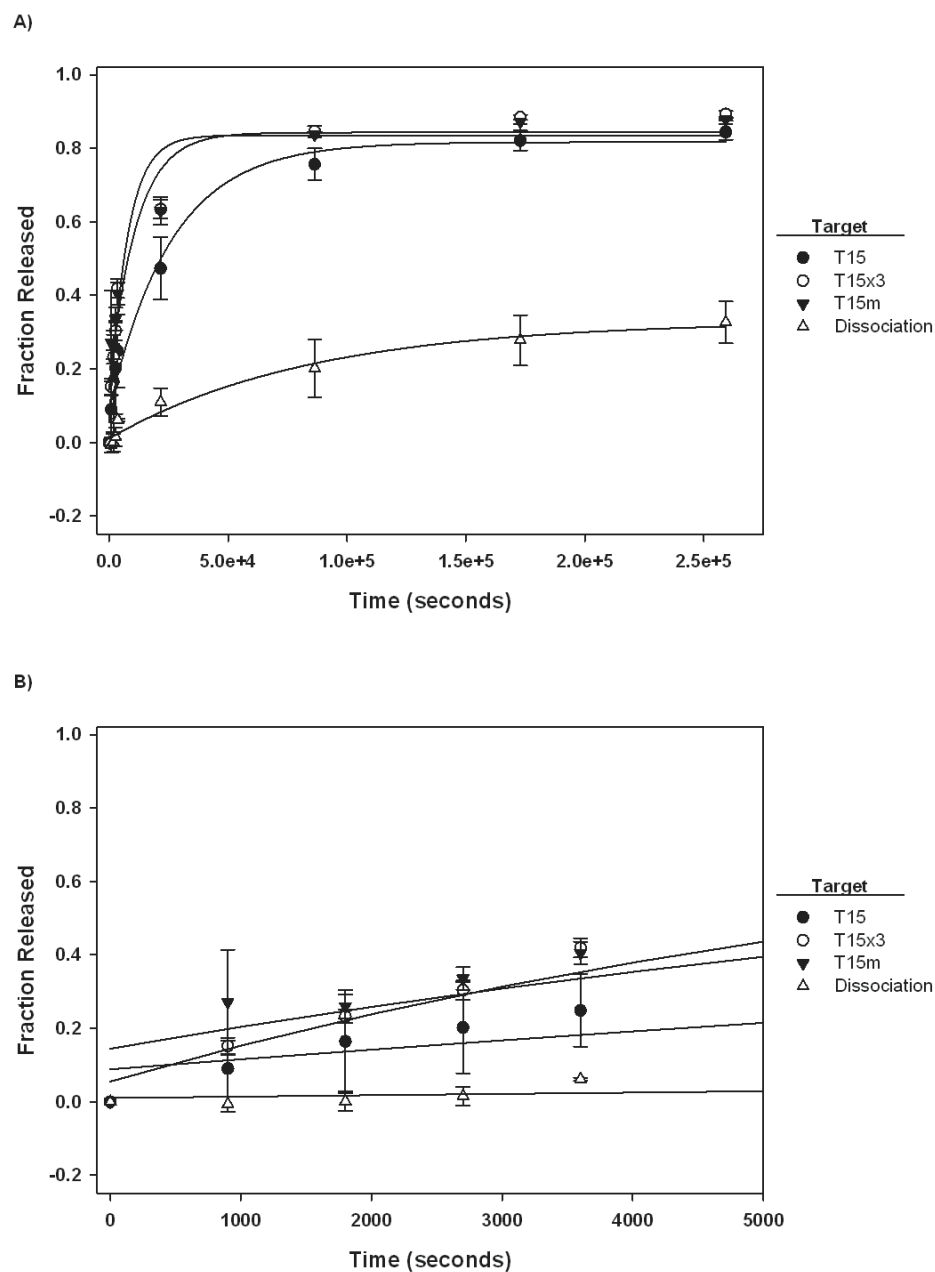 A)
1.0
0.8
0.6
0.4
0.2
0.0
-0.2
Fraction Released
0.0 5.0e+4 1.0e+5 1.5e+5 2.0e+5 2.5e+5
Time (seconds)
Target
T15
T15x3
T15m
Dissociation
B)
1.0
0.8
0.6
0.4
0.2
0.0
-0.2
Fraction Released
0 1000 2000 3000 4000 5000
Time (seconds)
Target
T15
T15x3
T15m
Dissociation